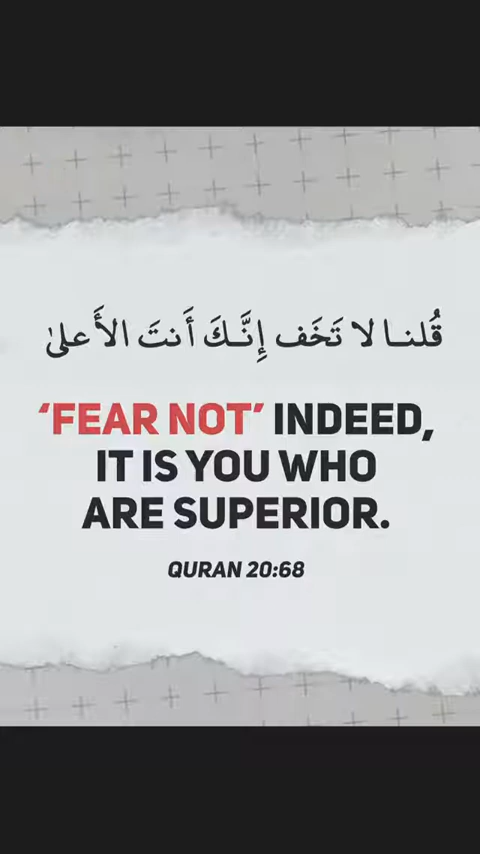 قُلنـا لا تَخَف إِنَّـكَ أَنتَ الأَعلىٰ
‘FEAR NOT’ INDEED,
IT IS YOU WHO
ARE SUPERIOR.
QURAN 20:68